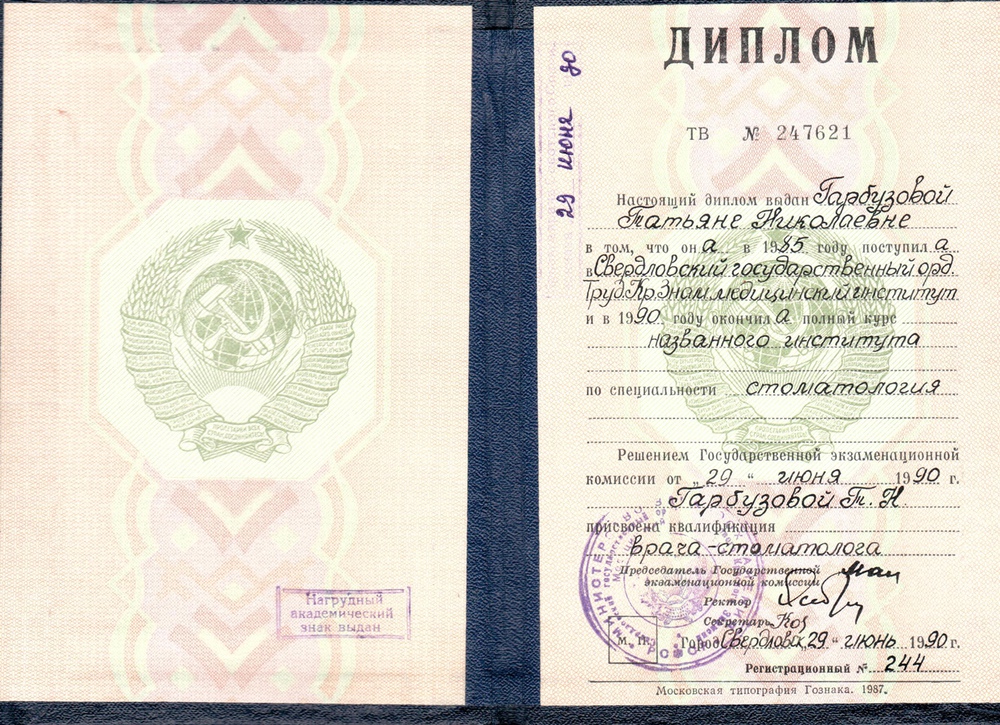 Нагрудный
академический
знак выдан
29 июня 90
ДИПЛОМ
ТВ № 247621
Настоящий диплом выдан Гарбузовой
Татьяне Николаевне
в том, что он а в 1985 году поступил а
в Свердловский государственный орд.
Труд.Кр.Знам.медицинский институт
и в 1990 году окончил а полный курс
названного института
по специальности стоматология
Решением Государственной экзаменационной
комиссии от „29“ июня 1990 г.
Гарбузовой Т. Н
присвоена квалификация
врача-стоматолога
Председатель Государственной
экзаменационной комиссии
Ректор
Секретарь
М. П. Город Свердловск „29“ июнь 1990 г.
Регистрационный № 244
Московская типография Гознака. 1987.